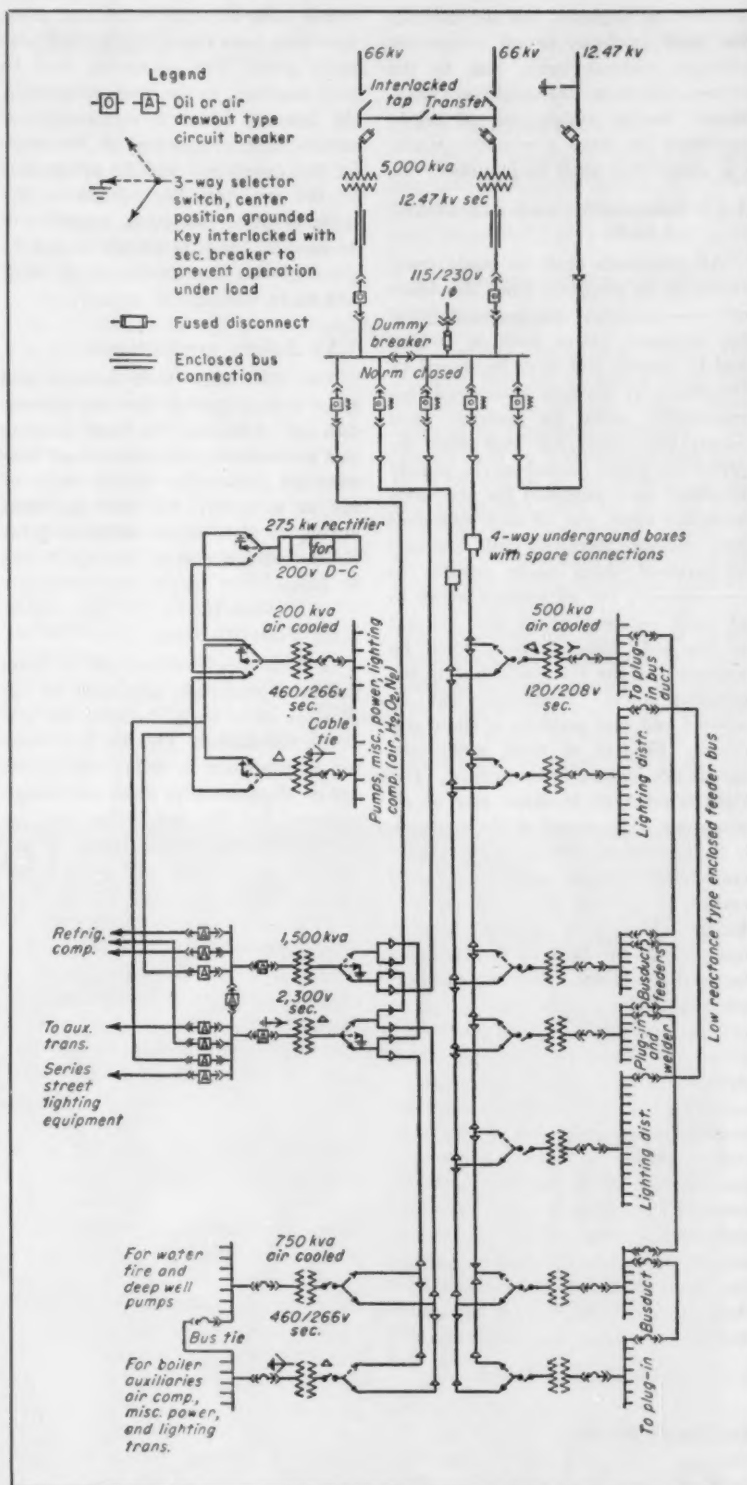 66 kv
66 kv
12.47 kv
Legend
O
A
Oil or air
drawout type
circuit breaker
3-way selector
switch, center
position grounded
Key interlocked with
sec. breaker to
prevent operation
under load
Fused disconnect
Enclosed bus
connection
Interlocked
tap Transfer
5,000 kva
12.47 kv sec
115/230v
1ϕ
Dummy
breaker
Norm closed
O
O
O
O
O
O
O
4-way underground boxes
with spare connections
275 kw rectifier
for
200v D-C
200 kva
air cooled
460/266v
sec.
Cable
tie
Pumps, misc. power, lighting
comp. (air, H₂, O₂, N₂)
500 kva
air cooled
120/208v
sec.
To plug-
in bus
duct
Lighting distr.
Low reactance type enclosed feeder bus
Refrig.
comp.
To aux.
trans.
Series
street
lighting
equipment
A
A
A
A
A
A
A
A
A
1,500 kva
2,300v
sec.
Busduct
feeders
Plug-in
and
welder
Lighting dist.
For water
fire and
deep well
pumps
Bus tie
For boiler
auxiliaries
air comp.,
misc. power,
and lighting
trans.
750 kva
air cooled
460/266v
sec.
Busduct
To plug-in